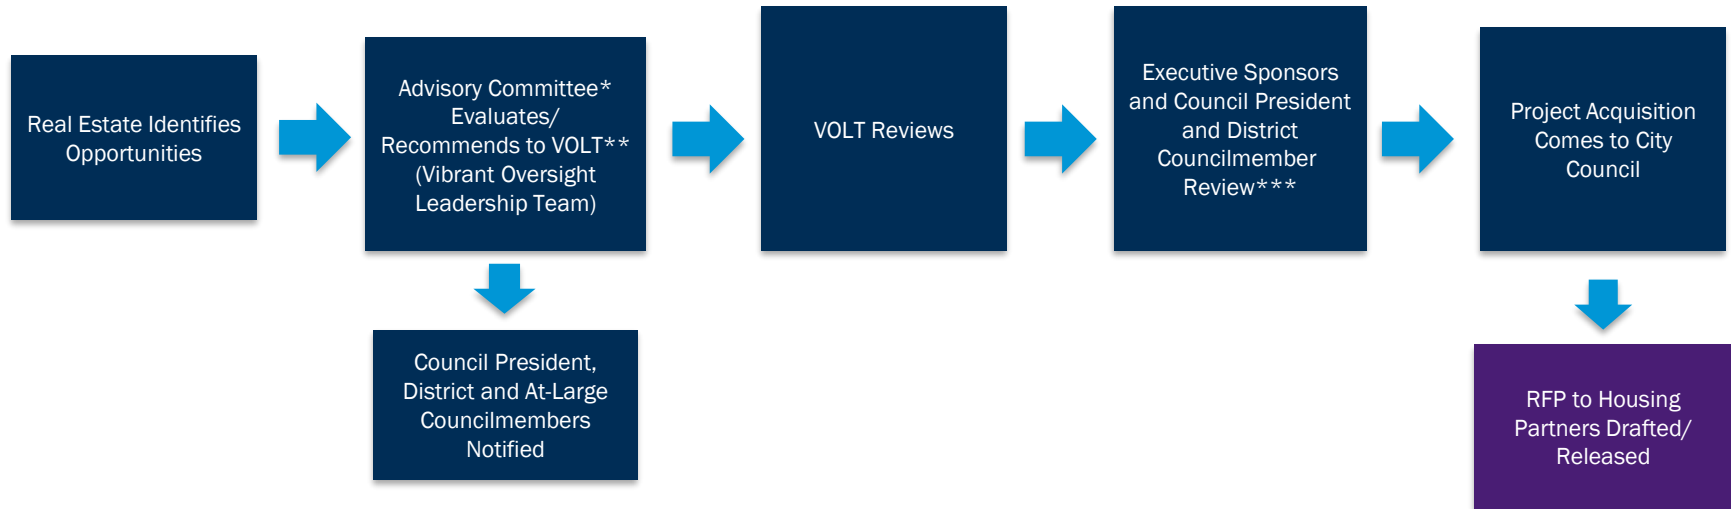 Real Estate Identifies
Opportunities
Advisory Committee*
Evaluates/
Recommends to VOLT**
(Vibrant Oversight
Leadership Team)
VOLT Reviews
Executive Sponsors
and Council President
and District
Councilmember
Review***
Project Acquisition
Comes to City
Council
Council President,
District and At-Large
Councilmembers
Notified
RFP to Housing
Partners Drafted/
Released